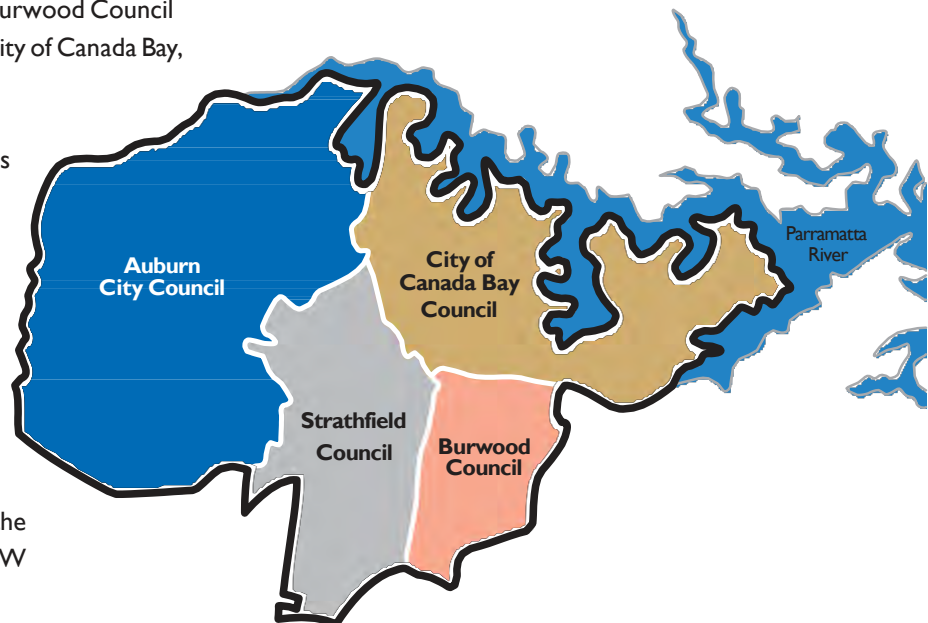 urwood Council
ity of Canada Bay,
s
he
W
Auburn
City Council
City of
Canada Bay
Council
Parramatta
River
Strathfield
Council
Burwood
Council